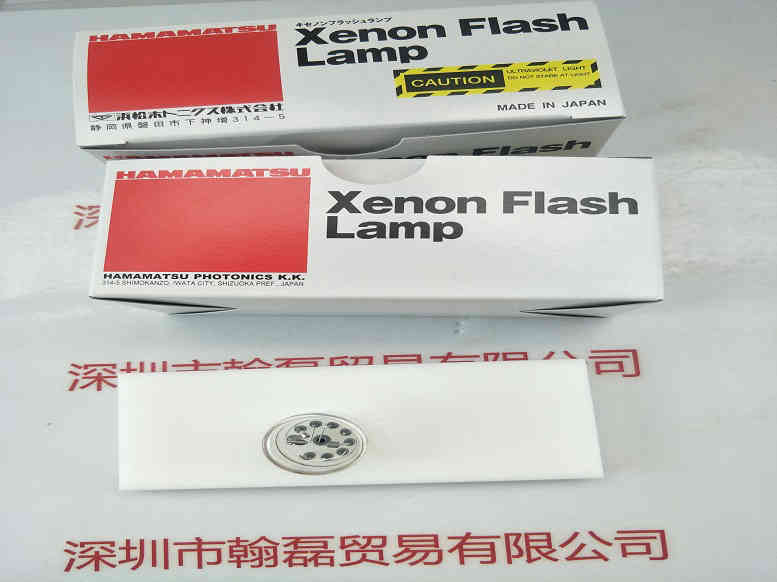 HAMAMATSU
キセノンフラッシュランプ
Xenon Flash
Lamp
CAUTION
ULTRAVIOLET LIGHT
DO NOT STARE AT LIGHT
浜松ホトニクス株式会社
静岡県磐田市下神増314-5
MADE IN JAPAN
HAMAMATSU
Flash
HAMAMATSU
Xenon Flash
Lamp
HAMAMATSU PHOTONICS K.K.
314-5 SHIMOKANZO, IWATA CITY, SHIZUOKA PREF., JAPAN
深
深圳市翰磊贸易有限公司
深圳市翰磊贸易有限公司